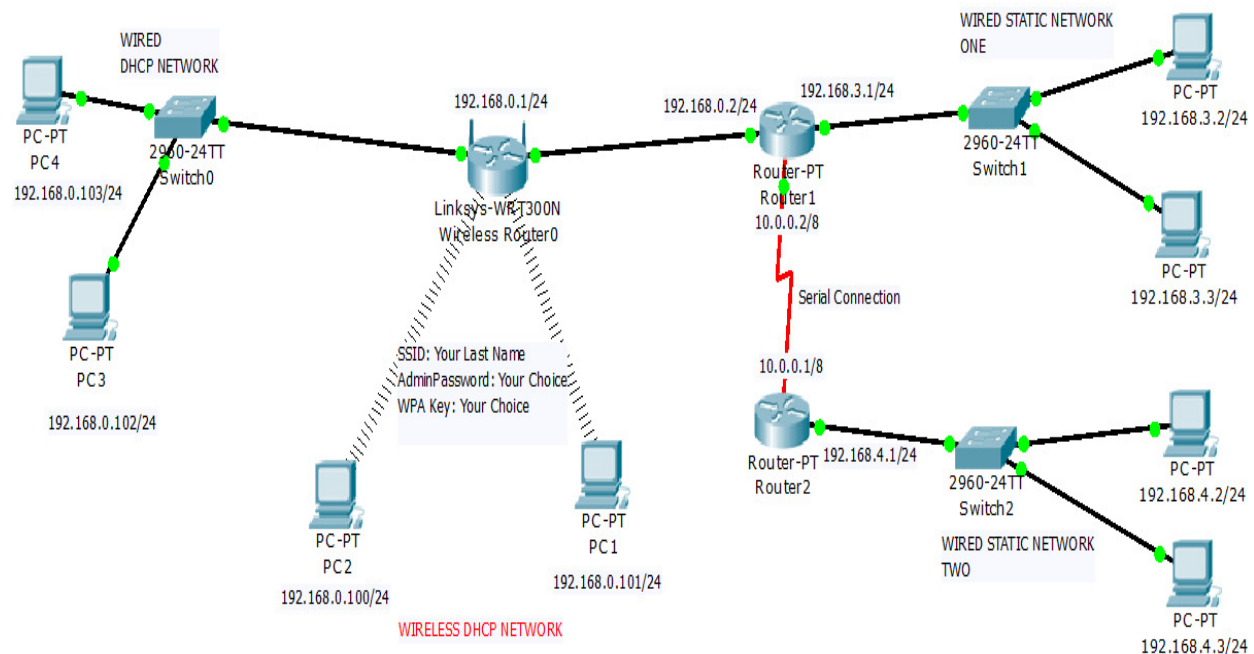 WIRED
DHCP NETWORK
PC-PT
PC4
192.168.0.103/24
2960-24TT
Switch0
PC-PT
PC3
192.168.0.102/24
192.168.0.1/24
Linksys-WRT300N
Wireless Router0
SSID: Your Last Name
AdminPassword: Your Choice
WPA Key: Your Choice
PC-PT
PC2
192.168.0.100/24
PC-PT
PC1
192.168.0.101/24
WIRELESS DHCP NETWORK
192.168.0.2/24
192.168.3.1/24
Router-PT
Router1
10.0.0.2/8
Serial Connection
10.0.0.1/8
Router-PT
Router2
192.168.4.1/24
WIRED STATIC NETWORK
ONE
2960-24TT
Switch1
PC-PT
192.168.3.2/24
PC-PT
192.168.3.3/24
2960-24TT
Switch2
WIRED STATIC NETWORK
TWO
PC-PT
192.168.4.2/24
PC-PT
192.168.4.3/24